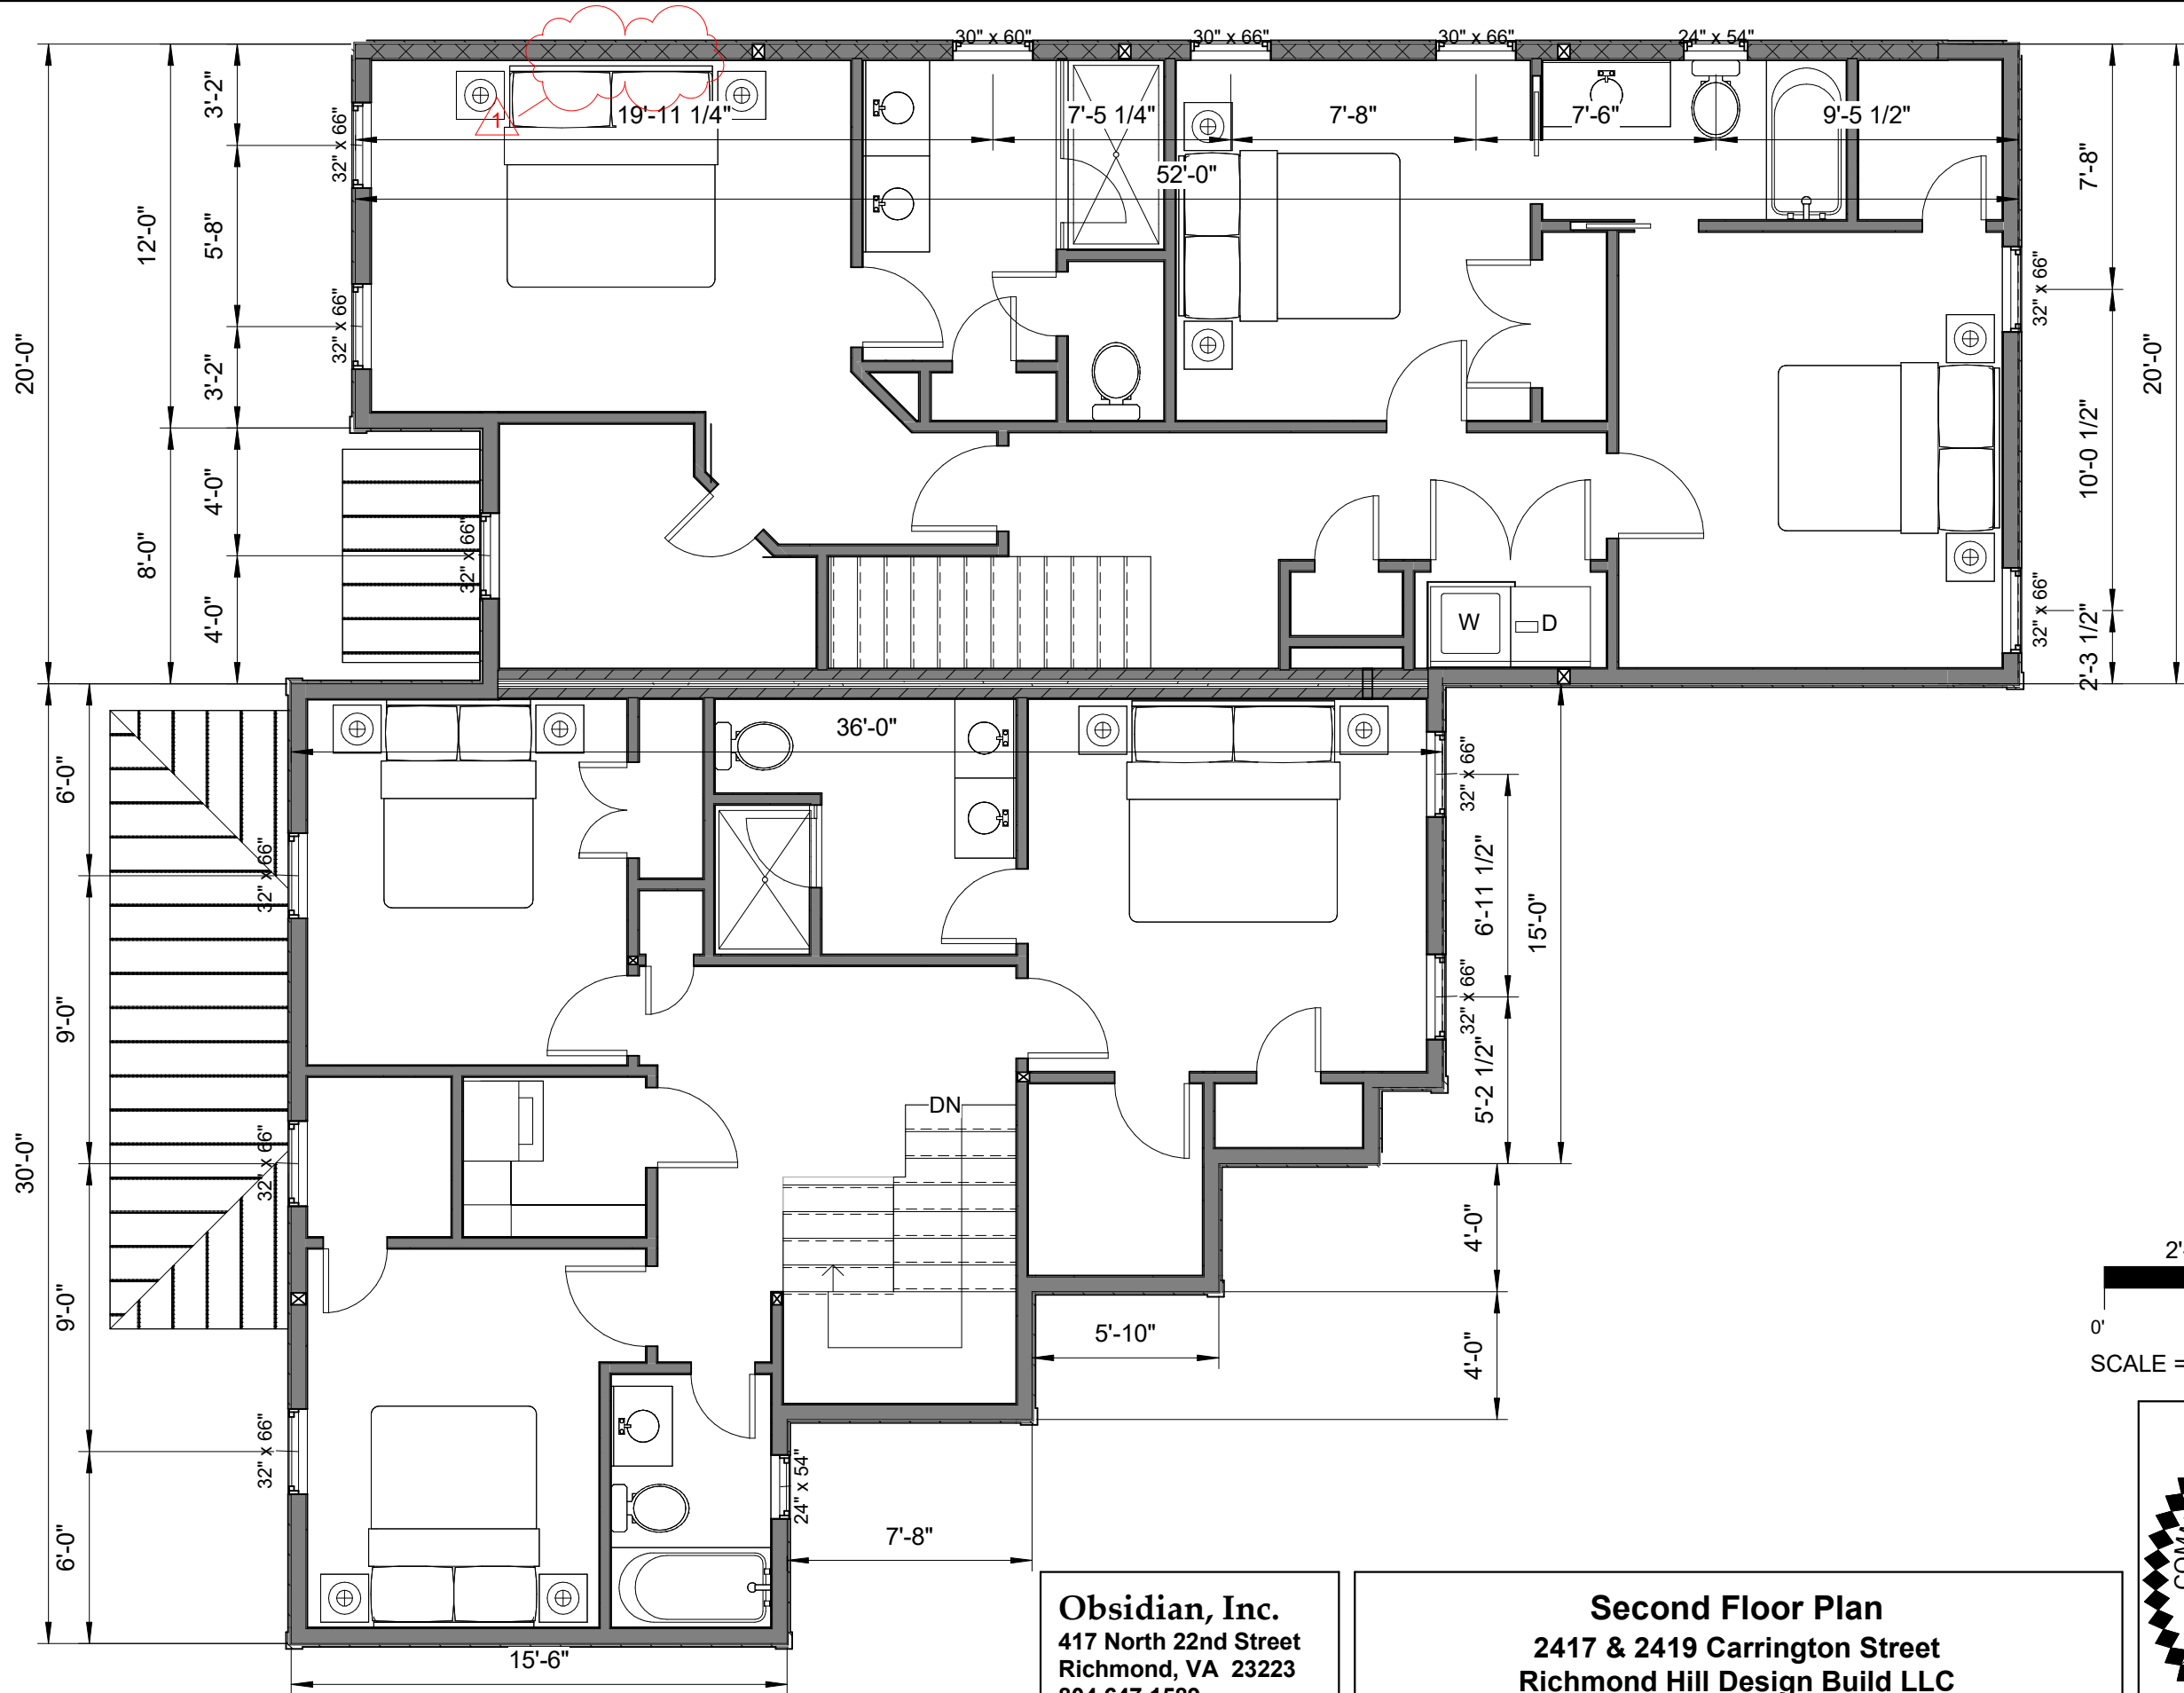 30" x 60"
30" x 66"
30" x 66"
24" x 54"
1
19'-11 1/4"
7'-5 1/4"
7'-8"
7'-6"
9'-5 1/2"
52'-0"
3'-2"
5'-8"
3'-2"
12'-0"
20'-0"
8'-0"
4'-0"
4'-0"
32" x 66"
32" x 66"
32" x 66"
7'-8"
10'-0 1/2"
2'-3 1/2"
20'-0"
32" x 66"
32" x 66"
W
D
36'-0"
6'-0"
9'-0"
9'-0"
6'-0"
30'-0"
32" x 66"
32" x 66"
32" x 66"
32" x 66"
32" x 66"
6'-11 1/2"
5'-2 1/2"
15'-0"
4'-0"
4'-0"
DN
5'-10"
24" x 54"
7'-8"
15'-6"
2'
0'
SCALE =
Obsidian, Inc.
417 North 22nd Street
Richmond, VA 23223
804 647 1589
Second Floor Plan
2417 & 2419 Carrington Street
Richmond Hill Design Build LLC